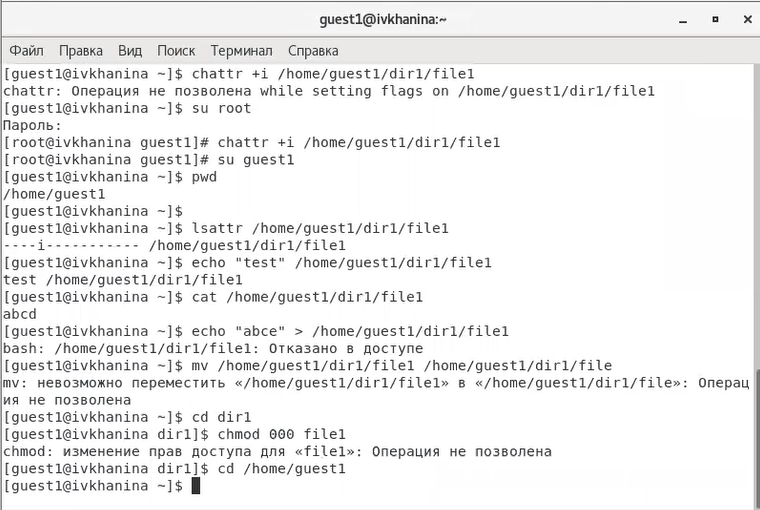 guest1@ivkhanina:~
Файл Правка Вид Поиск Терминал Справка
[guest1@ivkhanina ~]$ chattr +i /home/guest1/dir1/file1
chattr: Операция не позволена while setting flags on /home/guest1/dir1/file1
[guest1@ivkhanina ~]$ su root
Пароль:
[root@ivkhanina guest1]# chattr +i /home/guest1/dir1/file1
[root@ivkhanina guest1]# su guest1
[guest1@ivkhanina ~]$ pwd
/home/guest1
[guest1@ivkhanina ~]$
[guest1@ivkhanina ~]$ lsattr /home/guest1/dir1/file1
----i----------- /home/guest1/dir1/file1
[guest1@ivkhanina ~]$ echo "test" /home/guest1/dir1/file1
test /home/guest1/dir1/file1
[guest1@ivkhanina ~]$ cat /home/guest1/dir1/file1
abcd
[guest1@ivkhanina ~]$ echo "abce" > /home/guest1/dir1/file1
bash: /home/guest1/dir1/file1: Отказано в доступе
[guest1@ivkhanina ~]$ mv /home/guest1/dir1/file1 /home/guest1/dir1/file
mv: невозможно переместить «/home/guest1/dir1/file1» в «/home/guest1/dir1/file»: Операц
ия не позволена
[guest1@ivkhanina ~]$ cd dir1
[guest1@ivkhanina dir1]$ chmod 000 file1
chmod: изменение прав доступа для «file1»: Операция не позволена
[guest1@ivkhanina dir1]$ cd /home/guest1
[guest1@ivkhanina ~]$